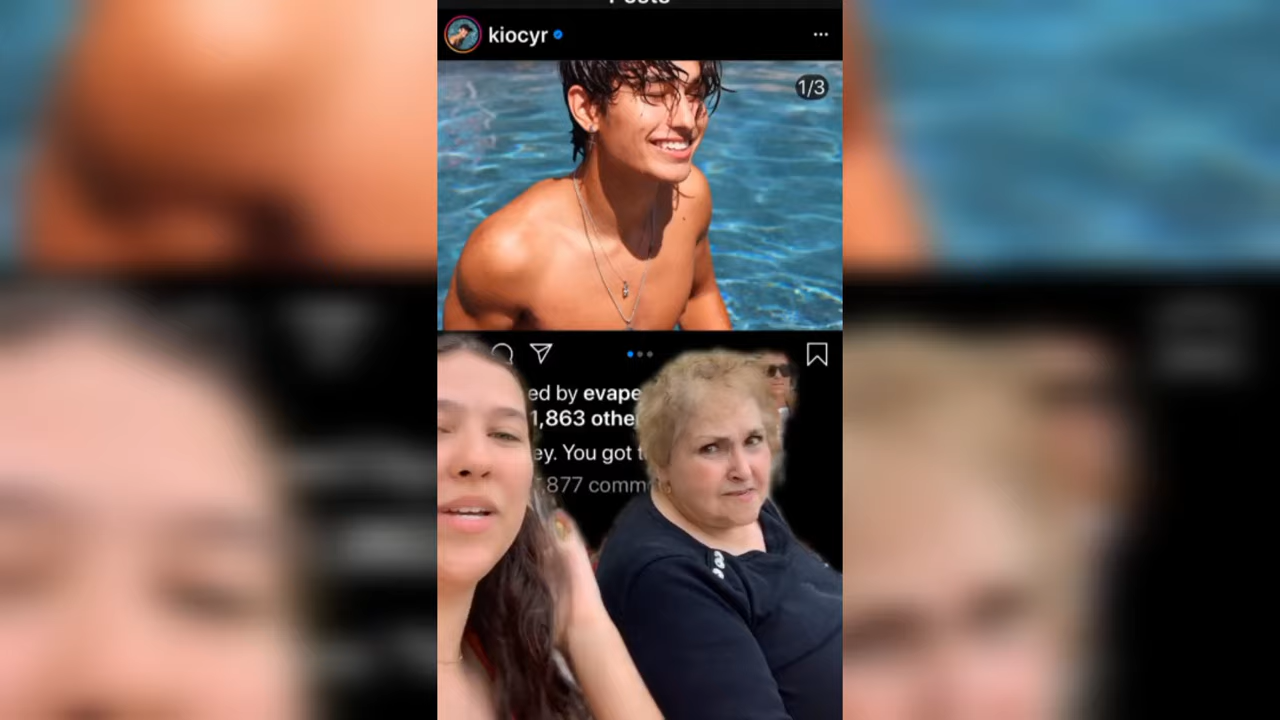 kiocyr
1/3
ed by evape
1,863 othe
ey. You got t
877 comm